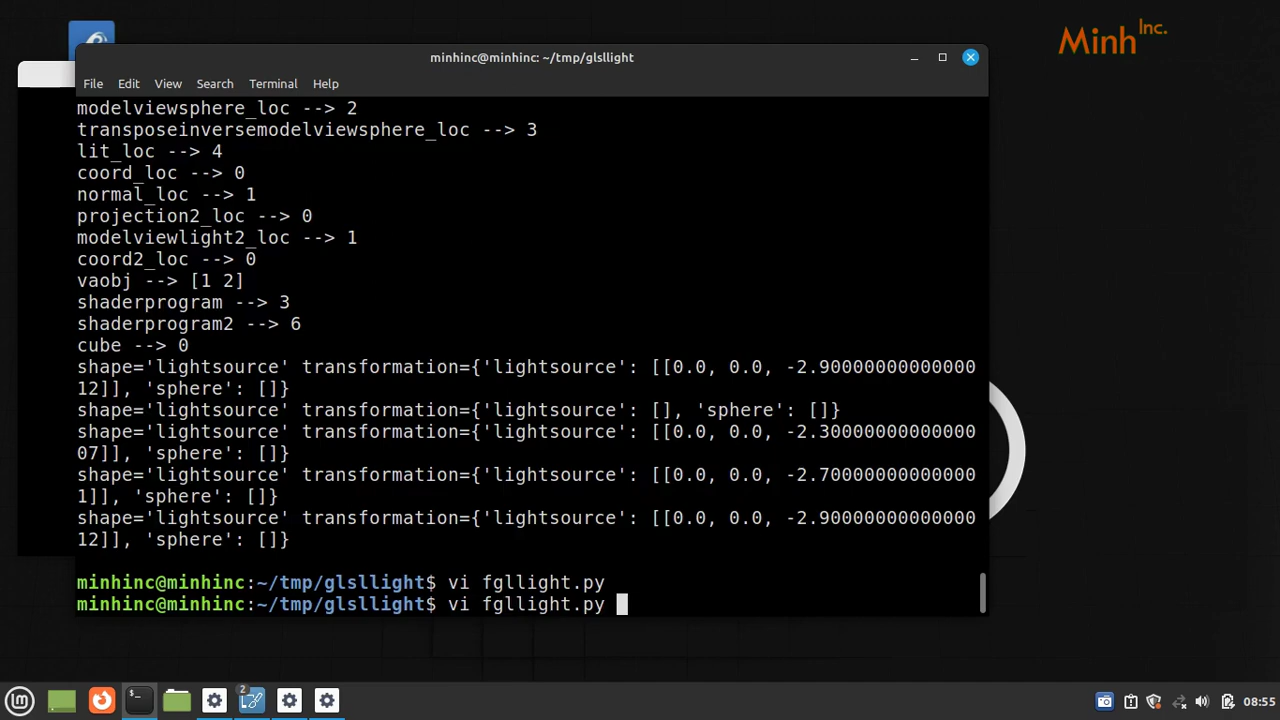 Minh Inc.
minhinc@minhinc: ~/tmp/glsllight
File Edit View Search Terminal Help
modelviewsphere_loc --> 2
transposeinversemodelviewsphere_loc --> 3
lit_loc --> 4
coord_loc --> 0
normal_loc --> 1
projection2_loc --> 0
modelviewlight2_loc --> 1
coord2_loc --> 0
vaobj --> [1 2]
shaderprogram --> 3
shaderprogram2 --> 6
cube --> 0
shape='lightsource' transformation={'lightsource': [[0.0, 0.0, -2.90000000000000
12]], 'sphere': []}
shape='lightsource' transformation={'lightsource': [], 'sphere': []}
shape='lightsource' transformation={'lightsource': [[0.0, 0.0, -2.30000000000000
07]], 'sphere': []}
shape='lightsource' transformation={'lightsource': [[0.0, 0.0, -2.70000000000000
1]], 'sphere': []}
shape='lightsource' transformation={'lightsource': [[0.0, 0.0, -2.90000000000000
12]], 'sphere': []}
minhinc@minhinc:~/tmp/glsllight$ vi fgllight.py
minhinc@minhinc:~/tmp/glsllight$ vi fgllight.py
2
08:55